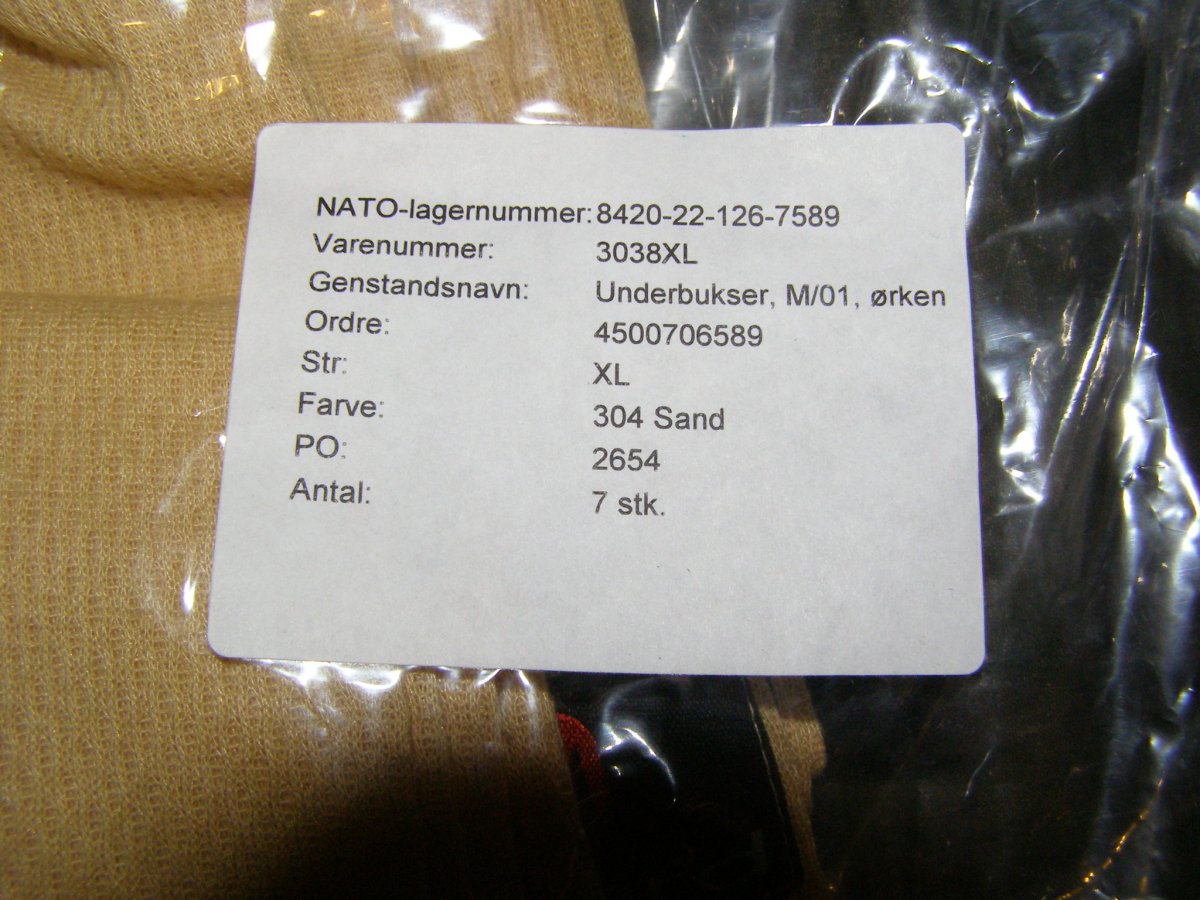 NATO-lagernummer: 8420-22-126-7589
Varenummer: 3038XL
Genstandsnavn: Underbukser, M/01, ørken
Ordre: 4500706589
Str: XL
Farve: 304 Sand
PO: 2654
Antal: 7 stk.